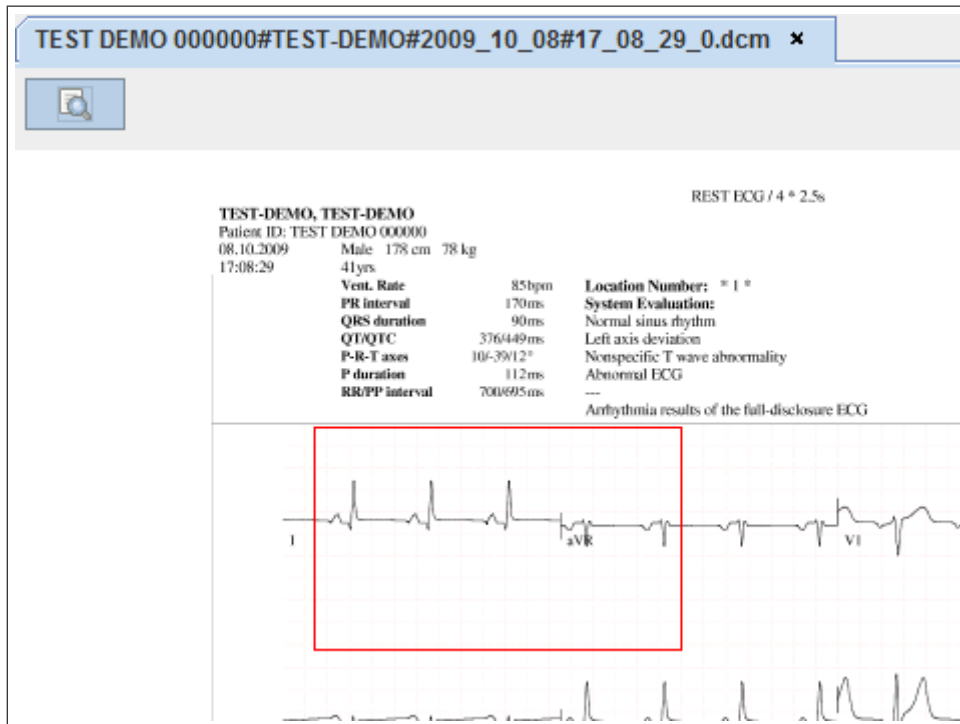 TEST DEMO 000000#TEST-DEMO#2009_10_08#17_08_29_0.dcm ×
REST ECG / 4 * 2.5s
TEST-DEMO, TEST-DEMO
Patient ID: TEST DEMO 000000
08.10.2009 Male 178 cm 78 kg
17:08:29 41yrs
Vent. Rate 85bpm Location Number: * 1 *
PR interval 170ms System Evaluation:
QRS duration 90ms Normal sinus rhythm
QT/QTC 376/449ms Left axis deviation
P-R-T axes 10/-39/12° Nonspecific T wave abnormality
P duration 112ms Abnormal ECG
RR/PP interval 700/695ms ---
Arrhythmia results of the full-disclosure ECG
I aVR V1